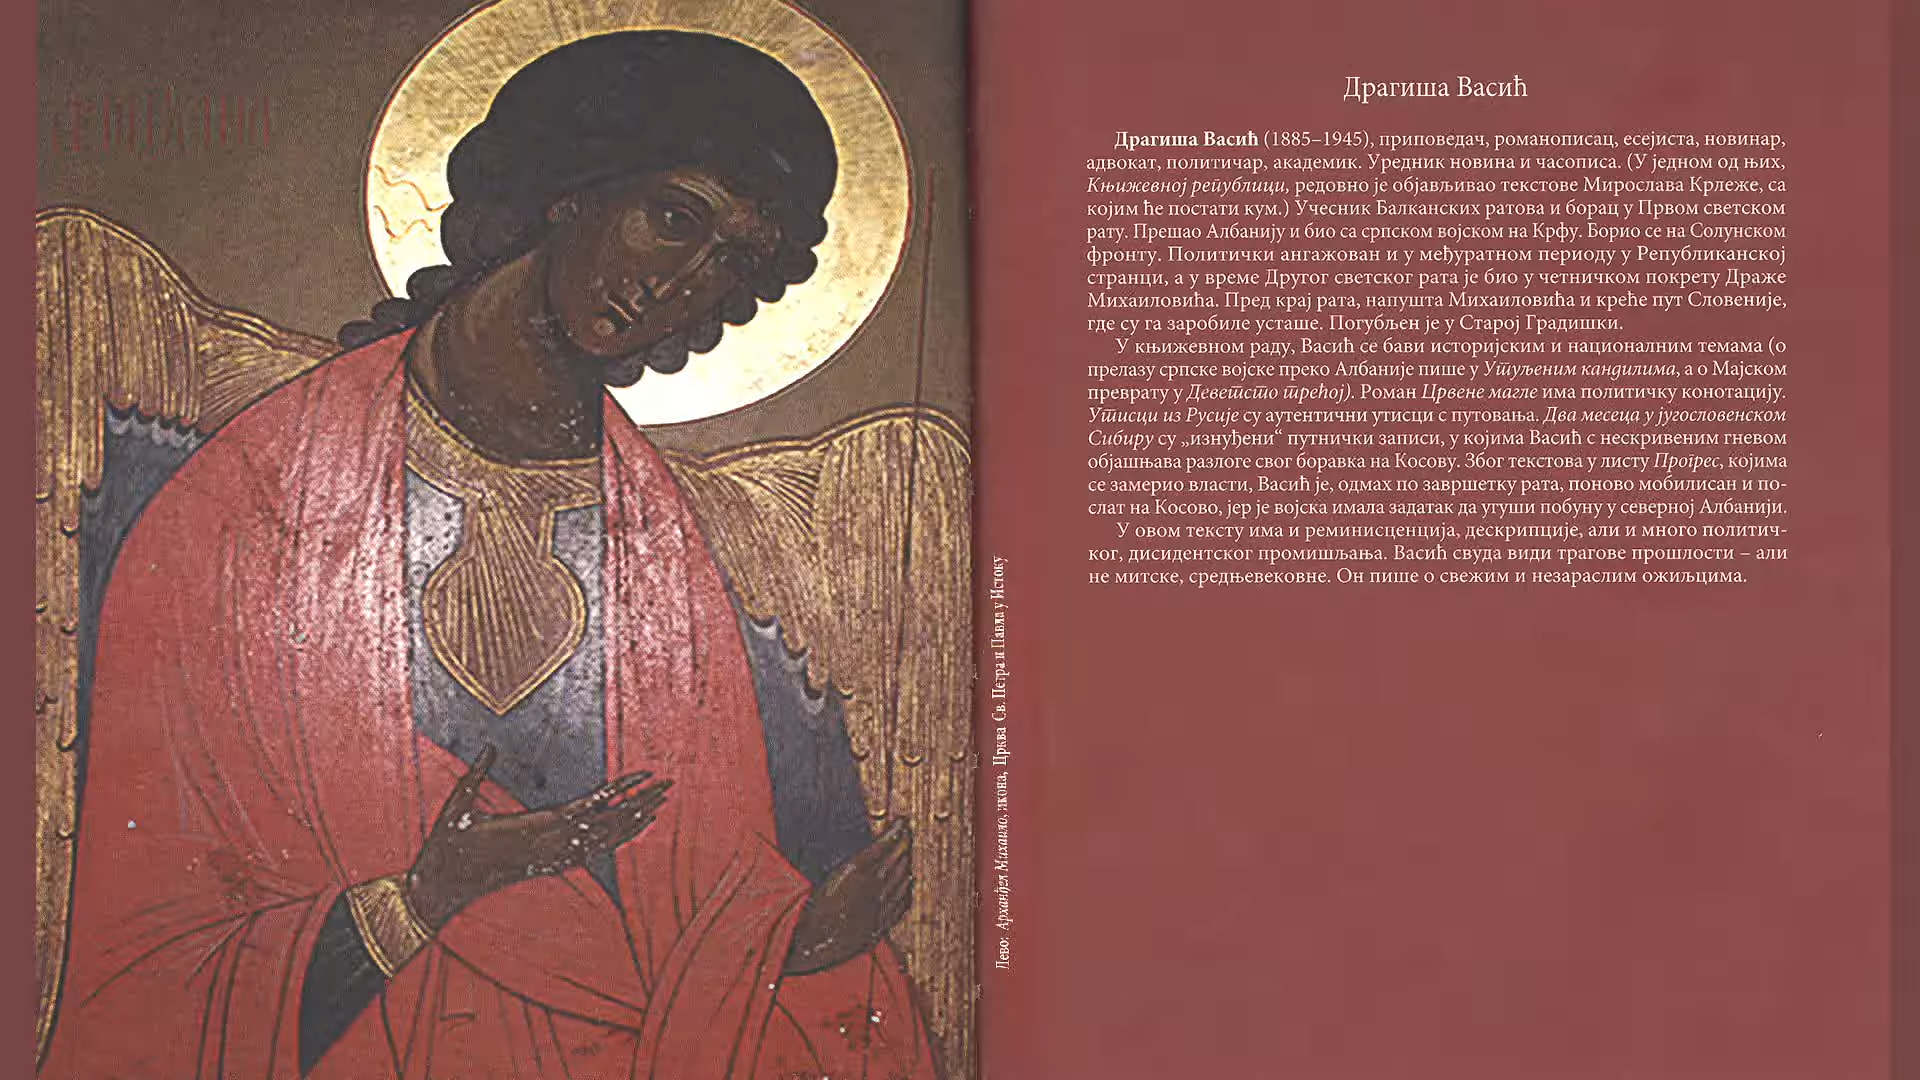 Драгиша Васић
Драгиша Васић (1885–1945), приповедач, романописац, есејиста, новинар,
адвокат, политичар, академик. Уредник новина и часописа. (У једном од њих,
Књижевној републици, редовно је објављивао текстове Мирослава Крлеже, са
којим ће постати кум.) Учесник Балканских ратова и борац у Првом светском
рату. Прешао Албанију и био са српском војском на Крфу. Борио се на Солунском
фронту. Политички ангажован и у међуратном периоду у Републиканској
странци, а у време Другог светског рата је био у четничком покрету Драже
Михаиловића. Пред крај рата, напушта Михаиловића и креће пут Словеније,
где су га заробиле усташе. Погубљен је у Старој Градишки.
У књижевном раду, Васић се бави историјским и националним темама (о
прелазу српске војске преко Албаније пише у Утуљеним кандилима, а о Мајском
преврату у Деветсто трећој). Роман Црвене магле има политичку конотацију.
Утисци из Русије су аутентични утисци с путовања. Два месеца у југословенском
Сибиру су „изнуђени“ путнички записи, у којима Васић с нескривеним гневом
објашњава разлоге свог боравка на Косову. Због текстова у листу Прогрес, којима
се замерио власти, Васић је, одмах по завршетку рата, поново мобилисан и по-
слат на Косово, јер је војска имала задатак да угуши побуну у северној Албанији.
У овом тексту има и реминисценција, дескрипције, али и много политич-
ког, дисидентског промишљања. Васић свуда види трагове прошлости – али
не митске, средњевековне. Он пише о свежим и незараслим ожиљцима.
Лево: Арханђел Михаило, икона, Црква Св. Петра и Павла у Истоку